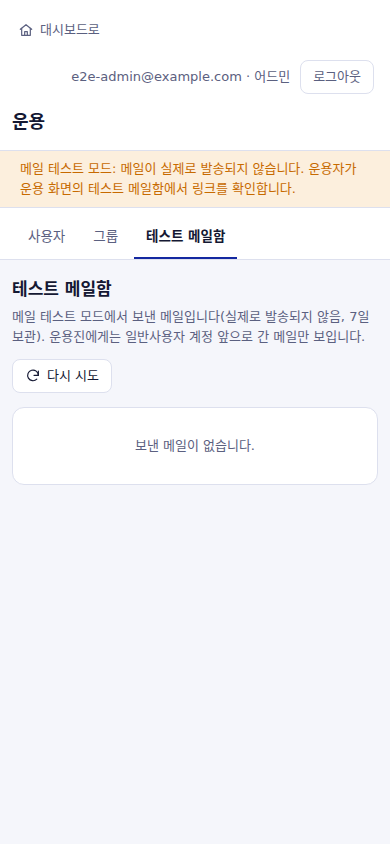 대시보드로
e2e-admin@example.com · 어드민
로그아웃
운용
메일 테스트 모드: 메일이 실제로 발송되지 않습니다. 운용자가
운용 화면의 테스트 메일함에서 링크를 확인합니다.
사용자
그룹
테스트 메일함
테스트 메일함
메일 테스트 모드에서 보낸 메일입니다(실제로 발송되지 않음, 7일
보관). 운용진에게는 일반사용자 계정 앞으로 간 메일만 보입니다.
다시 시도
보낸 메일이 없습니다.